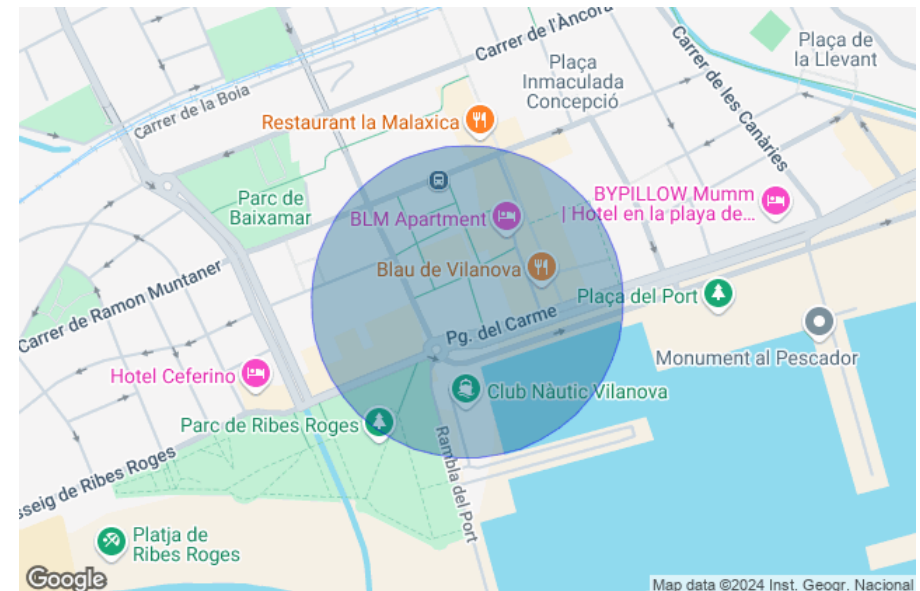 Carrer de l'Àncora
Carrer de les Canàries
Plaça de
la Llevant
Plaça
Inmaculada
Concepció
Carrer de la Boia
Restaurant la Malaxica
Parc de
Baixamar
BLM Apartment
BYPILLOW Mumm
| Hotel en la playa de...
Blau de Vilanova
Carrer de Ramon Muntaner
Plaça del Port
Pg. del Carme
Monument al Pescador
Hotel Ceferino
Club Nàutic Vilanova
Parc de Ribes Roges
Rambla del Port
sseig de Ribes Roges
Platja de
Ribes Roges
Google
Map data ©2024 Inst. Geogr. Nacional